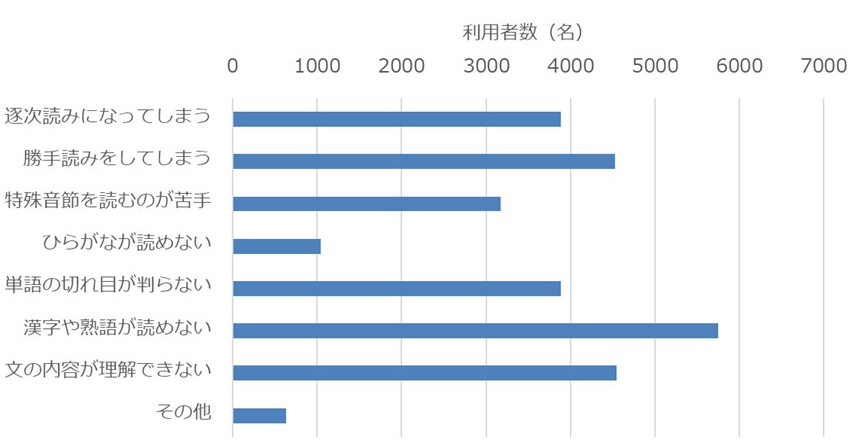 利用者数（名）
0 1000 2000 3000 4000 5000 6000 7000
逐次読みになってしまう
勝手読みをしてしまう
特殊音節を読むのが苦手
ひらがなが読めない
単語の切れ目が判らない
漢字や熟語が読めない
文の内容が理解できない
その他